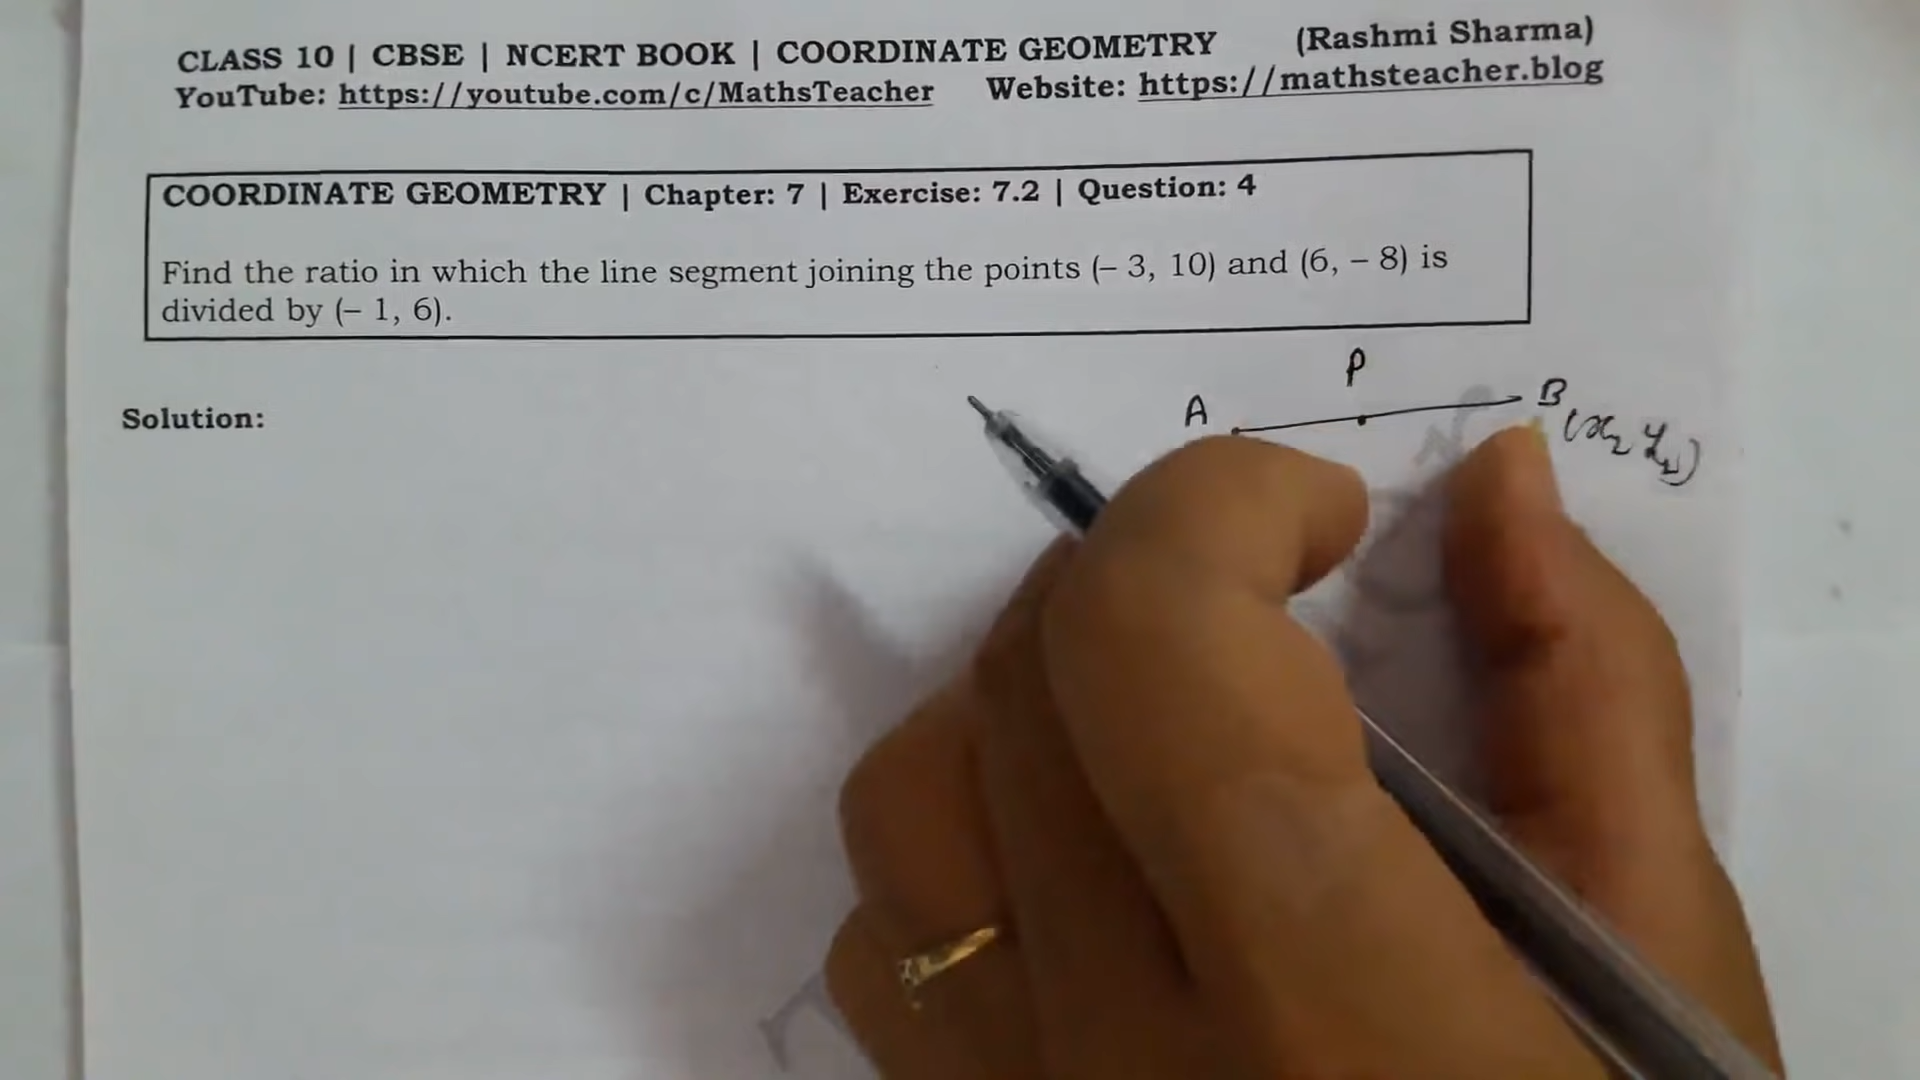 CLASS 10 | CBSE | NCERT BOOK | COORDINATE GEOMETRY (Rashmi Sharma)
YouTube: https://youtube.com/c/MathsTeacher Website: https://mathsteacher.blog
COORDINATE GEOMETRY | Chapter: 7 | Exercise: 7.2 | Question: 4
Find the ratio in which the line segment joining the points (– 3, 10) and (6, – 8) is
divided by (– 1, 6).
P
Solution: A B
(x₂ y₂)